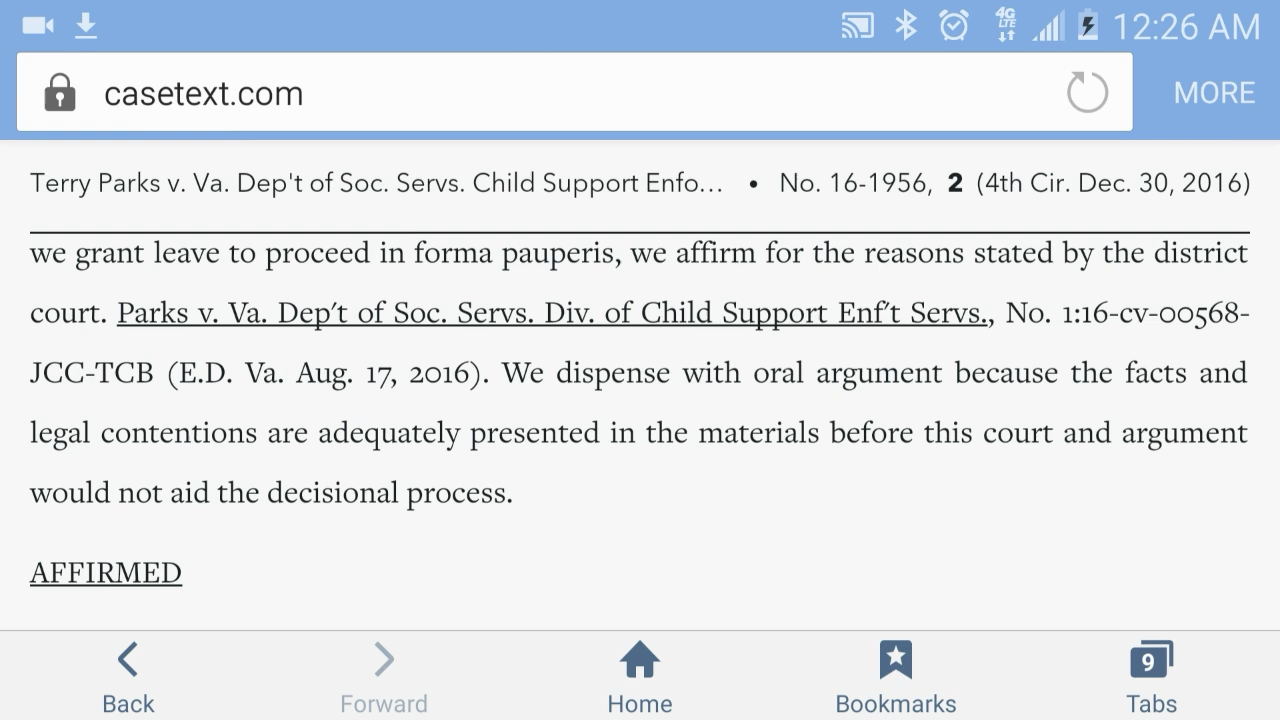 4G
LTE
12:26 AM
casetext.com
MORE
Terry Parks v. Va. Dep't of Soc. Servs. Child Support Enfo... • No. 16-1956, 2 (4th Cir. Dec. 30, 2016)
we grant leave to proceed in forma pauperis, we affirm for the reasons stated by the district
court. Parks v. Va. Dep't of Soc. Servs. Div. of Child Support Enf't Servs., No. 1:16-cv-00568-
JCC-TCB (E.D. Va. Aug. 17, 2016). We dispense with oral argument because the facts and
legal contentions are adequately presented in the materials before this court and argument
would not aid the decisional process.
AFFIRMED
9
Back Forward Home Bookmarks Tabs